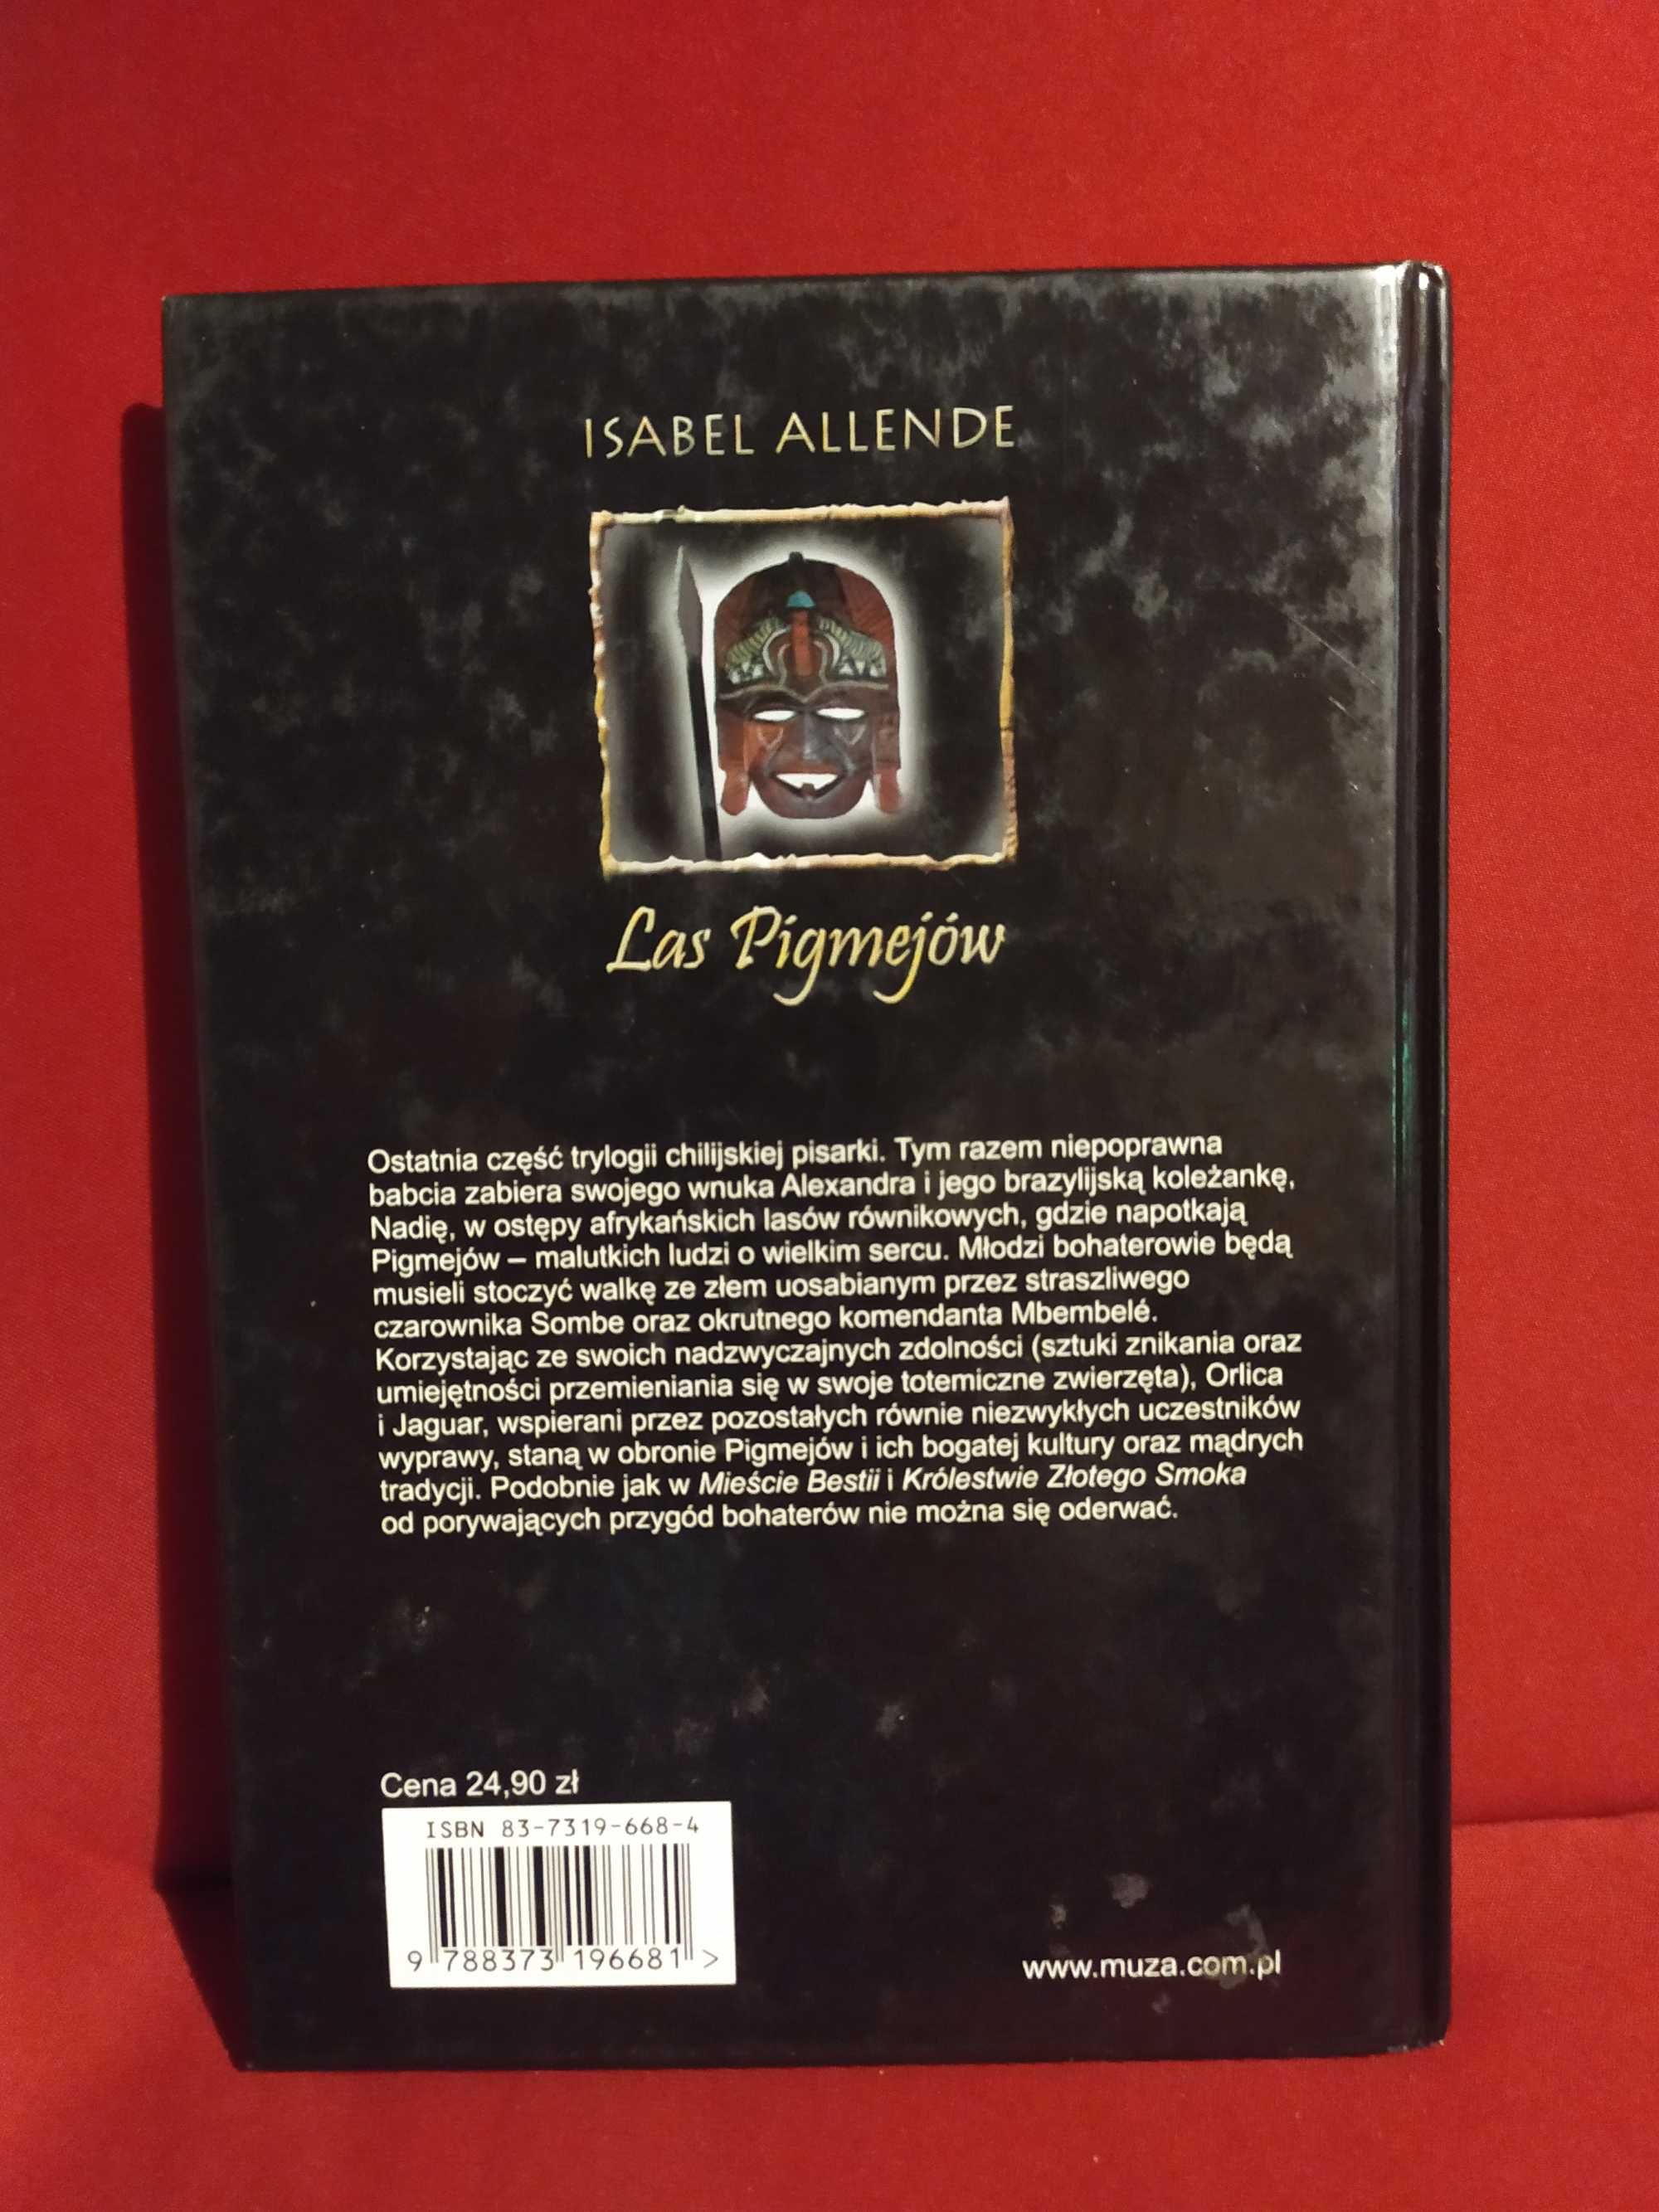 ISABEL ALLENDE
Las Pigmejów
Ostatnia część trylogii chilijskiej pisarki. Tym razem niepoprawna
babcia zabiera swojego wnuka Alexandra i jego brazylijską koleżankę,
Nadię, w ostępy afrykańskich lasów równikowych, gdzie napotkają
Pigmejów – malutkich ludzi o wielkim sercu. Młodzi bohaterowie będą
musieli stoczyć walkę ze złem uosabianym przez straszliwego
czarownika Sombe oraz okrutnego komendanta Mbembelé.
Korzystając ze swoich nadzwyczajnych zdolności (sztuki znikania oraz
umiejętności przemieniania się w swoje totemiczne zwierzęta), Orlica
i Jaguar, wspierani przez pozostałych równie niezwykłych uczestników
wyprawy, staną w obronie Pigmejów i ich bogatej kultury oraz mądrych
tradycji. Podobnie jak w Mieście Bestii i Królestwie Złotego Smoka
od porywających przygód bohaterów nie można się oderwać.
Cena 24,90 zł
ISBN 83-7319-668-4
9 788373 196681 >
www.muza.com.pl